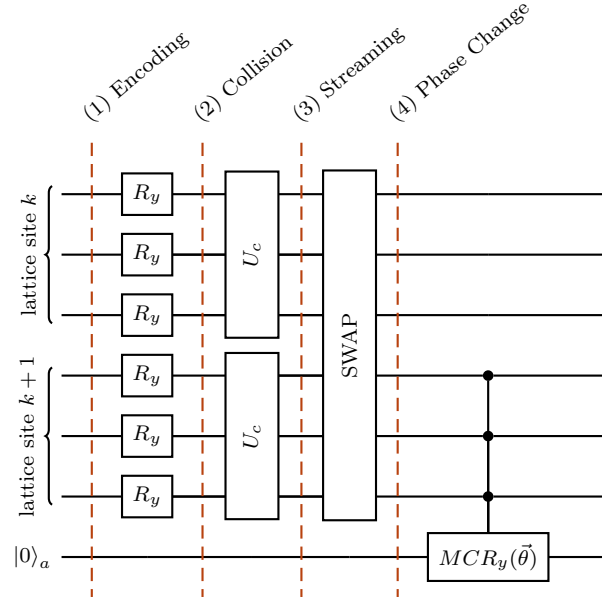 (1) Encoding
(2) Collision
(3) Streaming
(4) Phase Change
lattice site k
R_y
R_y
R_y
U_c
SWAP
lattice site k + 1
R_y
R_y
R_y
U_c
|0⟩_a
MCR_y(θ⃗)